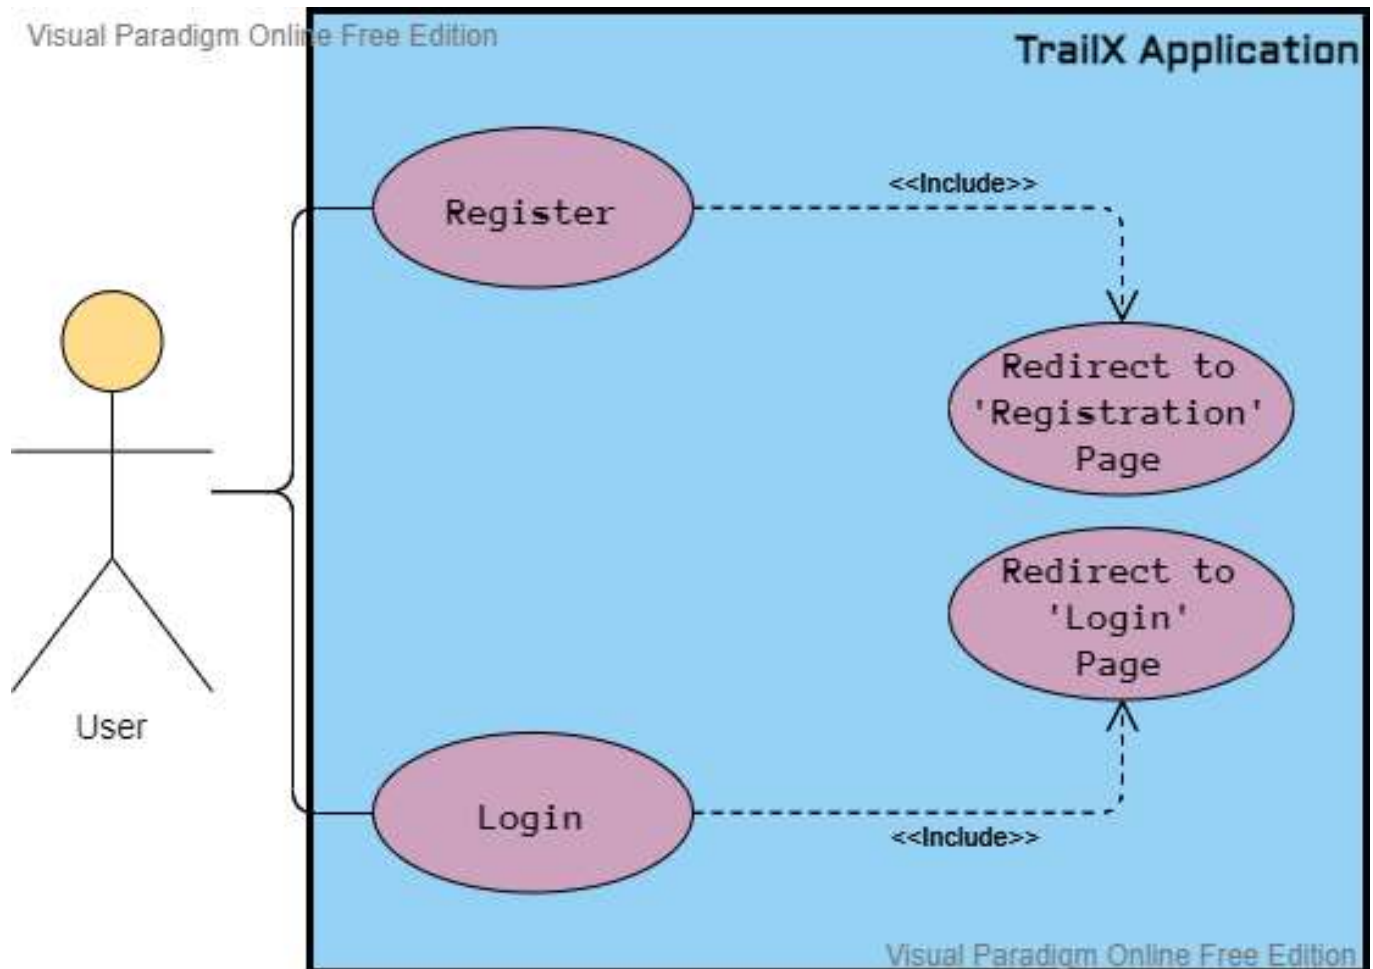 Visual Paradigm Online Free Edition
TrailX Application
Register
<<Include>>
Redirect to
'Registration'
Page
Redirect to
'Login'
Page
User
Login
<<Include>>
Visual Paradigm Online Free Edition